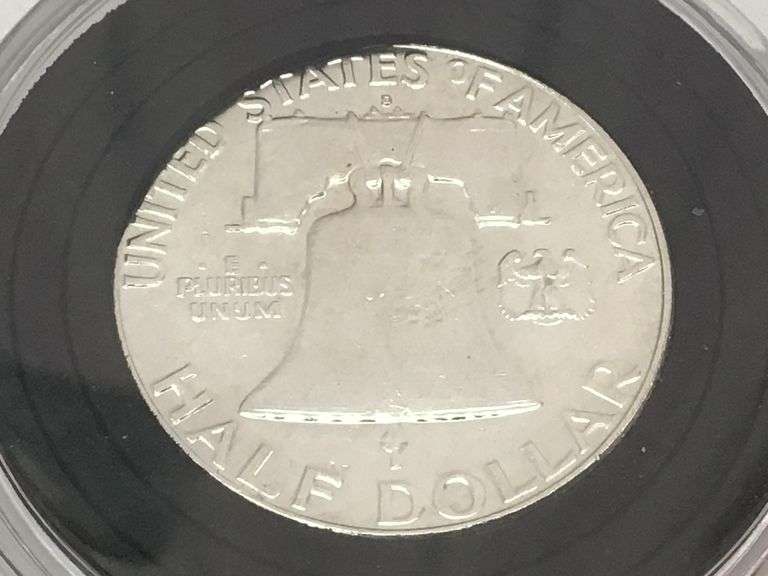 UNITED STATES OF AMERICA
E
PLURIBUS
UNUM
HALF DOLLAR